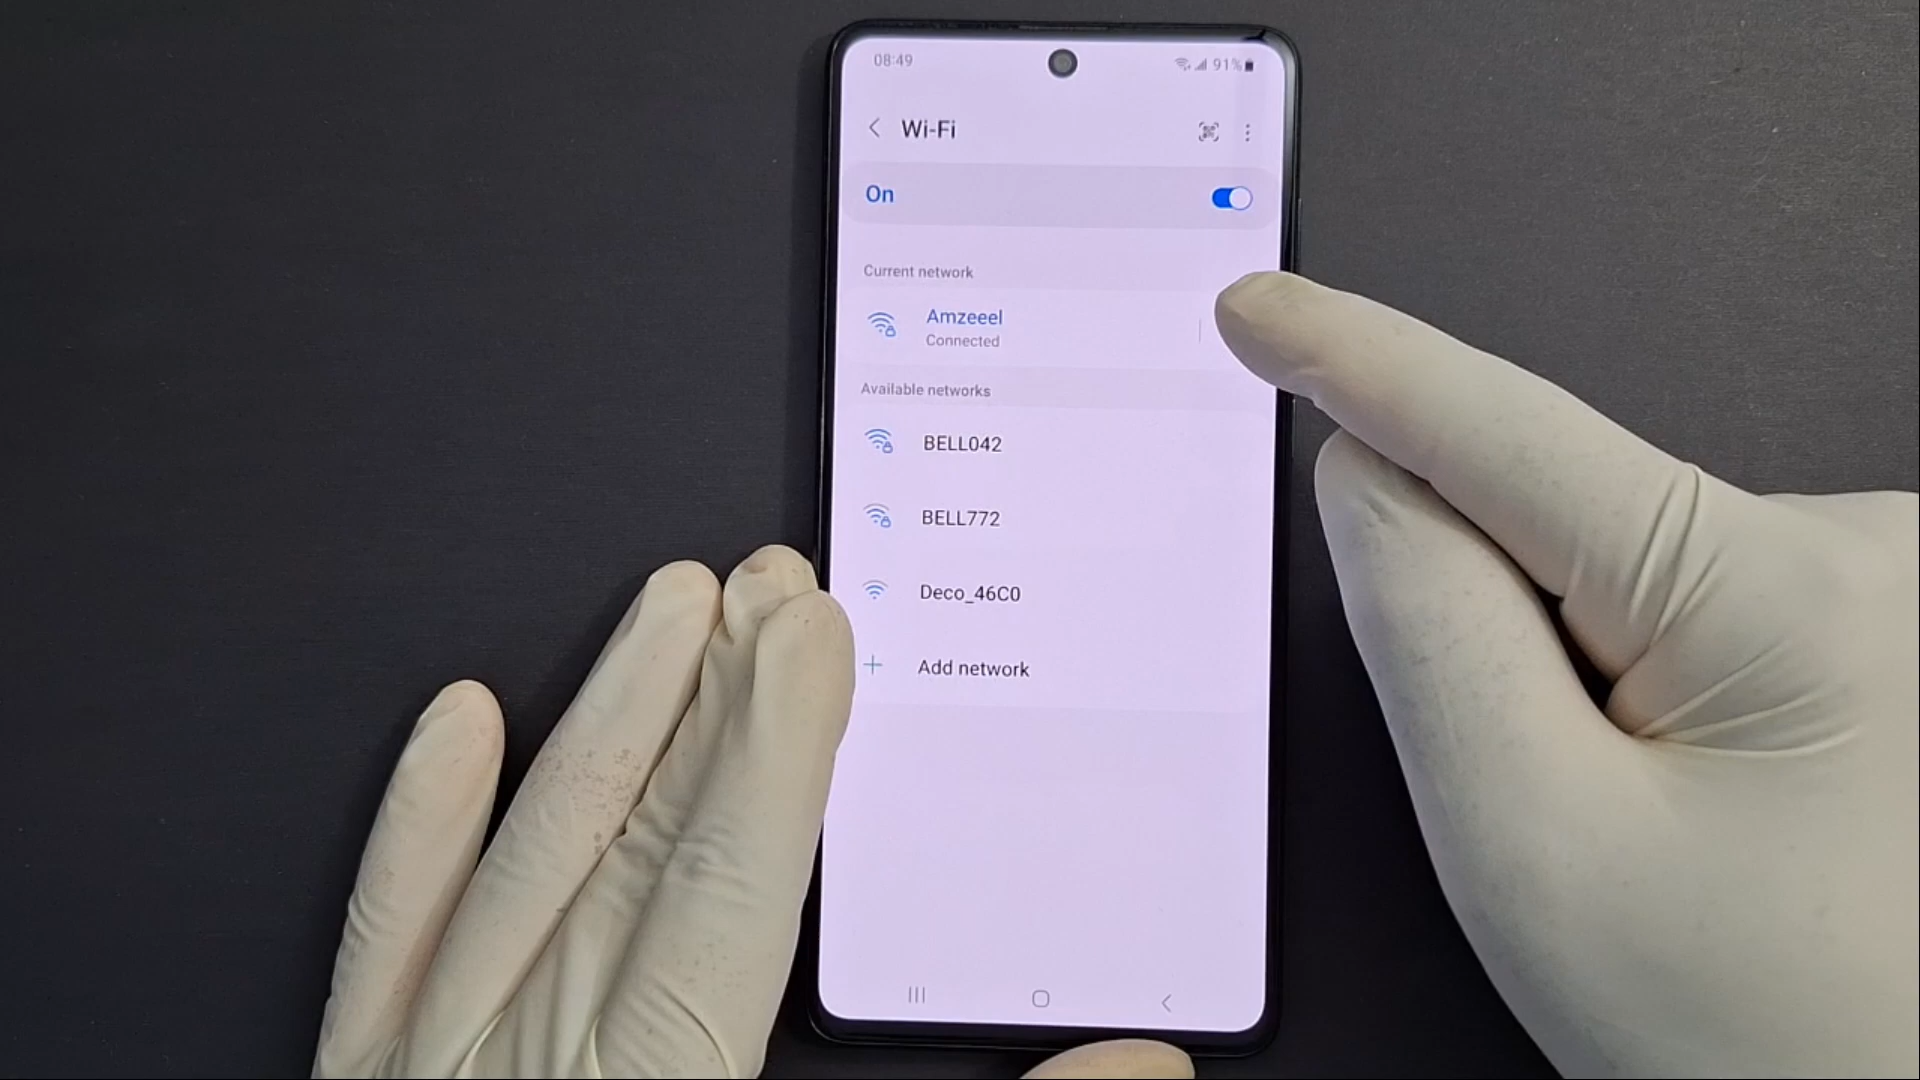 08:49
91%
Wi-Fi
On
Current network
Amzeeel
Connected
Available networks
BELL042
BELL772
Deco_46C0
Add network